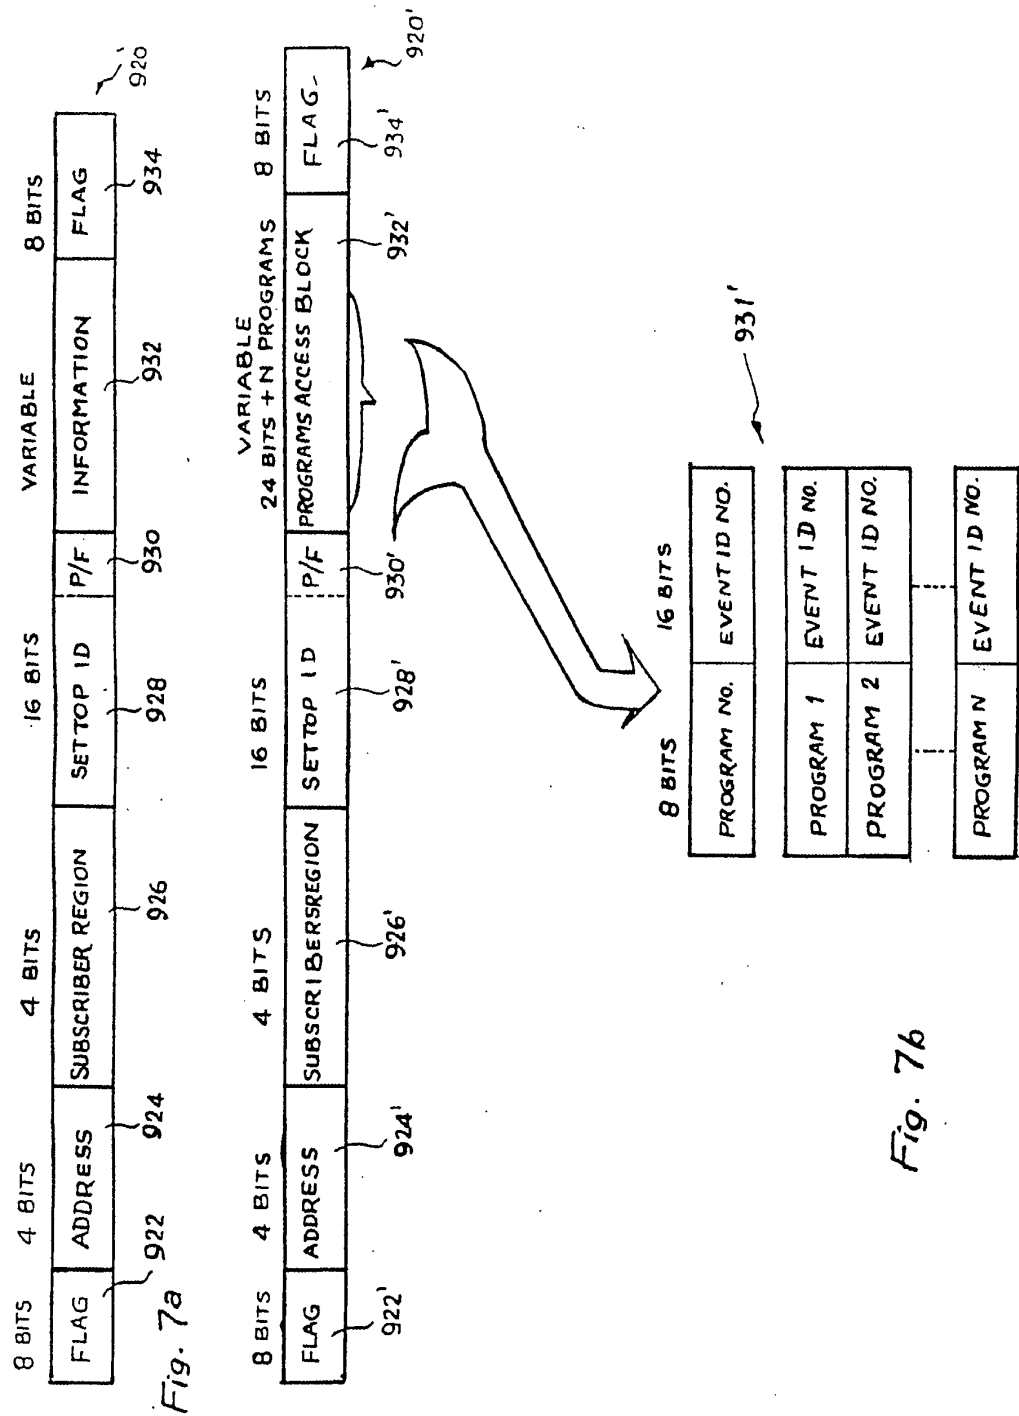 8 BITS 4 BITS 4 BITS 16 BITS VARIABLE 8 BITS
FLAG ADDRESS SUBSCRIBER REGION SET TOP ID P/F INFORMATION FLAG
922 924 926 928 930 932 934 920
Fig. 7a
VARIABLE
8 BITS 4 BITS 4 BITS 16 BITS 24 BITS + N PROGRAMS 8 BITS
FLAG ADDRESS SUBSCRIBERSREGION SET TOP ID P/F PROGRAMS ACCESS BLOCK FLAG
922' 924' 926' 928' 930' 932' 934' 920'
8 BITS 16 BITS
PROGRAM No. EVENT ID NO.
931'
PROGRAM 1 EVENT ID No.
PROGRAM 2 EVENT ID NO.
PROGRAM N EVENT ID NO.
Fig. 7b